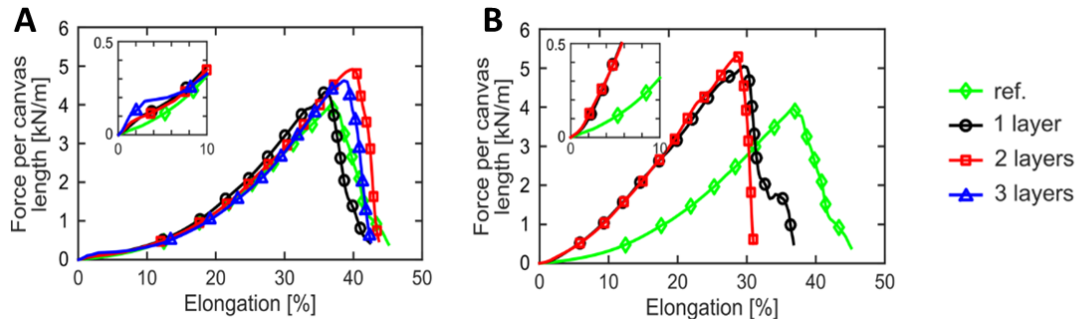 A
Force per canvas
length [kN/m]
6
5
4
3
2
1
0
0.5
0
0
10
0
10
20
30
40
50
Elongation [%]
B
Force per canvas
length [kN/m]
6
5
4
3
2
1
0
0.5
0
0
10
0
10
20
30
40
50
Elongation [%]
ref.
1 layer
2 layers
3 layers